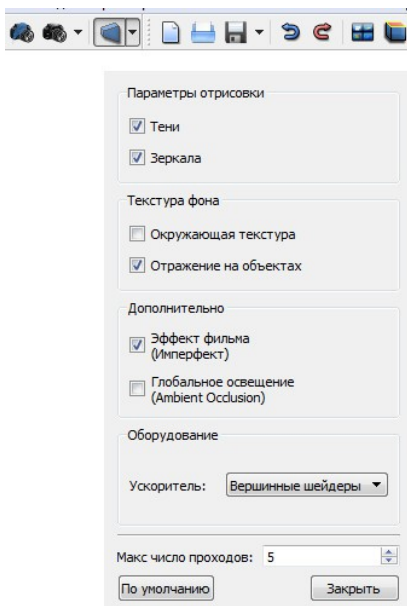 Параметры отрисовки
Тени
Зеркала
Текстура фона
Окружающая текстура
Отражение на объектах
Дополнительно
Эффект фильма
(Имперфект)
Глобальное освещение
(Ambient Occlusion)
Оборудование
Ускоритель: Вершинные шейдеры
Макс число проходов: 5
По умолчанию Закрыть